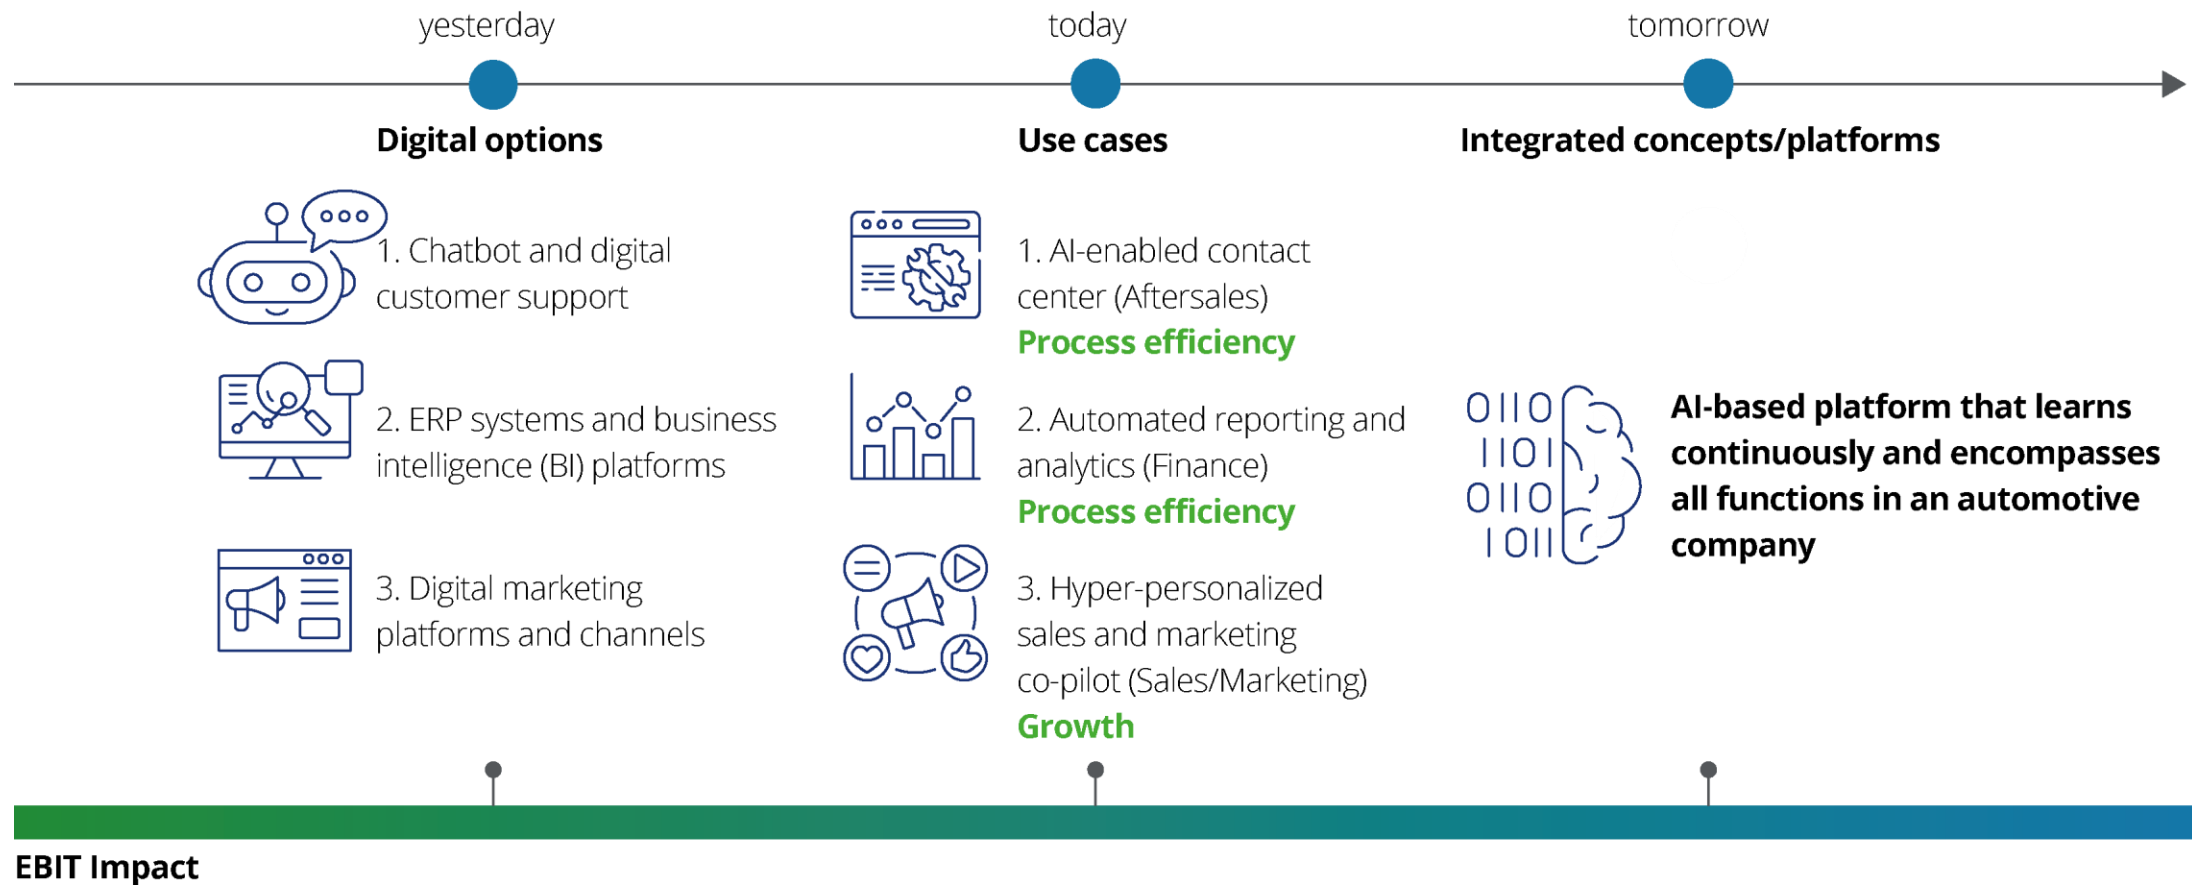 yesterday
today
tomorrow
Digital options
Use cases
Integrated concepts/platforms
1. Chatbot and digital
customer support
2. ERP systems and business
intelligence (BI) platforms
3. Digital marketing
platforms and channels
1. AI-enabled contact
center (Aftersales)
Process efficiency
2. Automated reporting and
analytics (Finance)
Process efficiency
3. Hyper-personalized
sales and marketing
co-pilot (Sales/Marketing)
Growth
0110
1101
0110
1011
AI-based platform that learns
continuously and encompasses
all functions in an automotive
company
EBIT Impact